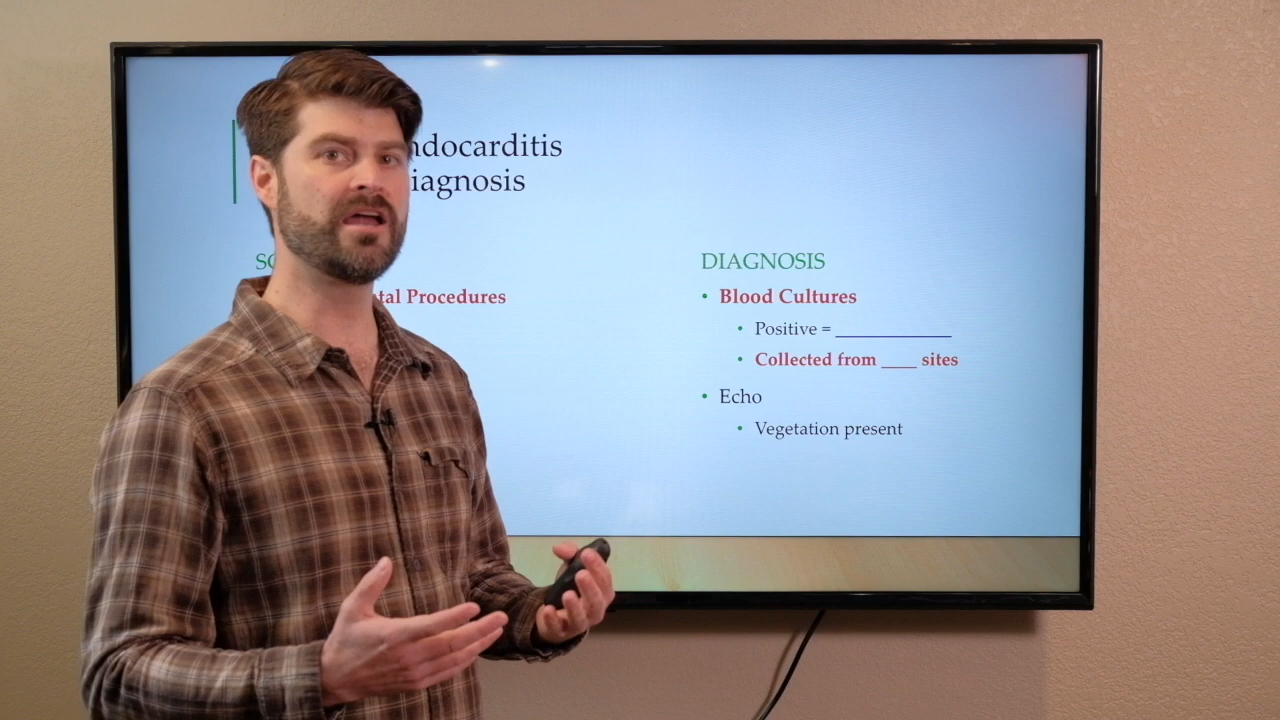 ndocarditis
iagnosis
DIAGNOSIS
tal Procedures
• Blood Cultures
• Positive = ____________
• Collected from ____ sites
• Echo
• Vegetation present